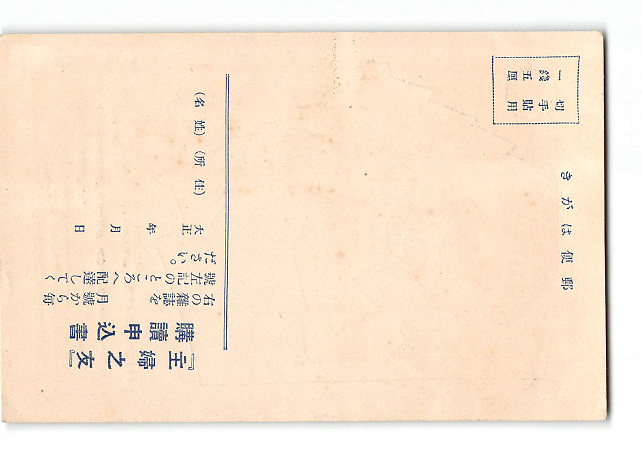 郵便はがき
切手貼用
一錢五厘
『主婦之友』
購讀申込書
右の雜誌を　月號から毎
號左記のところへ配達してく
ださい。
大正　年　月　日
(住所)　(姓名)